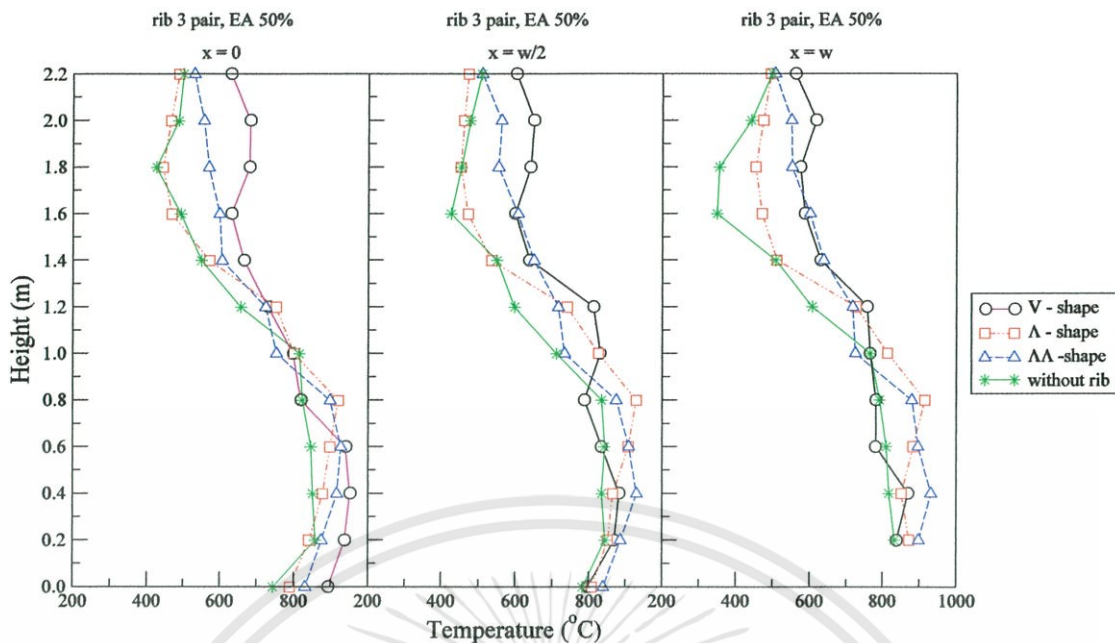 rib 3 pair, EA 50% rib 3 pair, EA 50% rib 3 pair, EA 50%
x = 0 x = w/2 x = w
2.2
2.0
1.8
1.6
1.4
1.2
1.0
0.8
0.6
0.4
0.2
0.0
Height (m)
V - shape
Λ - shape
ΛΛ -shape
without rib
200 400 600 800 200 400 600 800 200 400 600 800 1000
Temperature (°C)